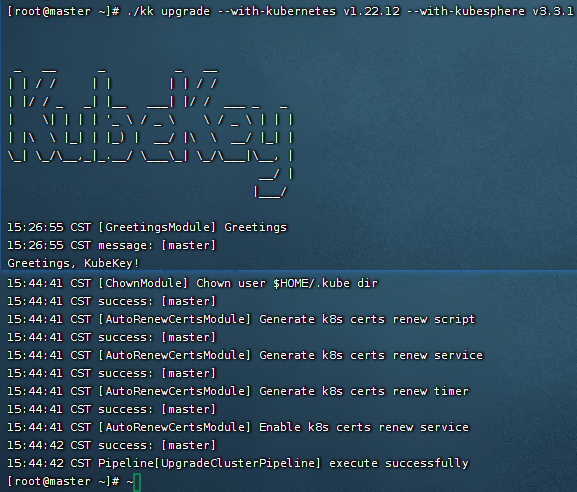 [root@master ~]# ./kk upgrade --with-kubernetes v1.22.12 --with-kubesphere v3.3.1
 _   __      _          _   __
| | / /     | |        | | / /
| |/ / _   _| |__   ___| |/ /  ___ _   _
|    \| | | | '_ \ / _ \    \ / _ \ | | |
| |\  \ |_| | |_) |  __/ |\  \  __/ |_| |
\_| \_/\__,_|_.__/ \___\_| \_/\___|\__, |
                                    __/ |
                                   |___/
15:26:55 CST [GreetingsModule] Greetings
15:26:55 CST message: [master]
Greetings, KubeKey!
15:44:41 CST [ChownModule] Chown user $HOME/.kube dir
15:44:41 CST success: [master]
15:44:41 CST [AutoRenewCertsModule] Generate k8s certs renew script
15:44:41 CST success: [master]
15:44:41 CST [AutoRenewCertsModule] Generate k8s certs renew service
15:44:41 CST success: [master]
15:44:41 CST [AutoRenewCertsModule] Generate k8s certs renew timer
15:44:41 CST success: [master]
15:44:41 CST [AutoRenewCertsModule] Enable k8s certs renew service
15:44:42 CST success: [master]
15:44:42 CST Pipeline[UpgradeClusterPipeline] execute successfully
[root@master ~]# ~